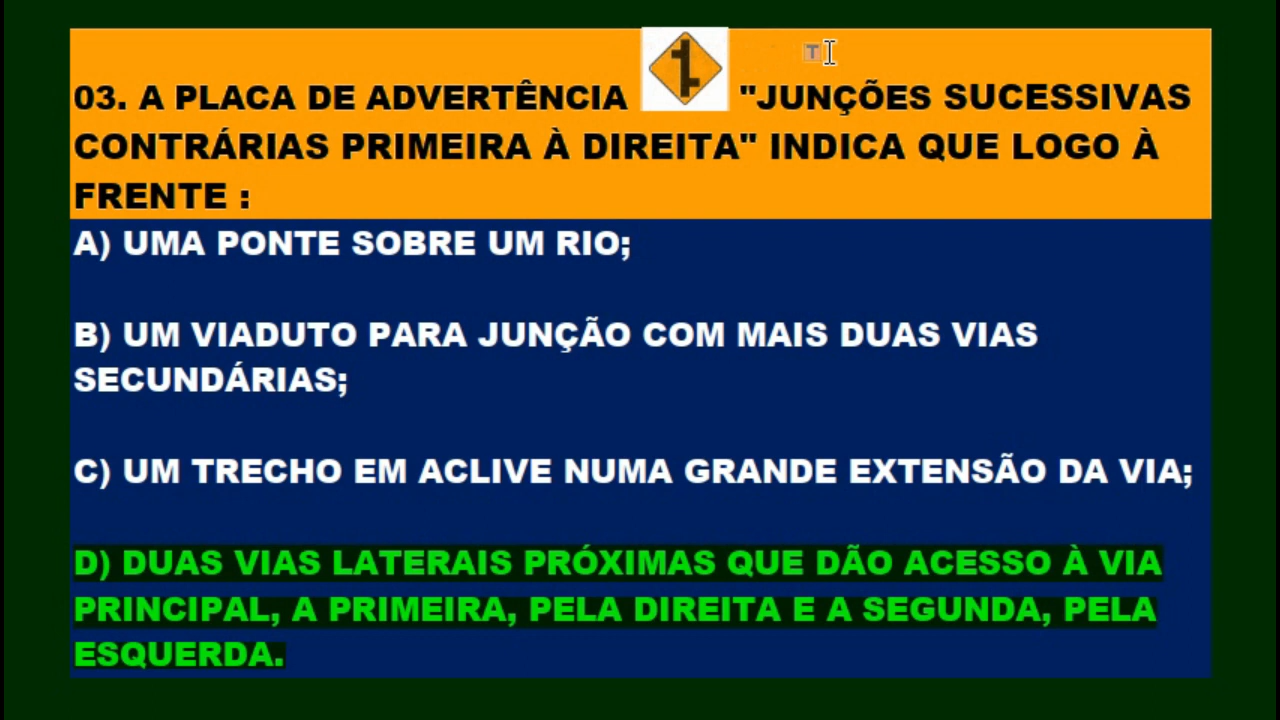 03. A PLACA DE ADVERTÊNCIA "JUNÇÕES SUCESSIVAS
CONTRÁRIAS PRIMEIRA À DIREITA" INDICA QUE LOGO À
FRENTE :
A) UMA PONTE SOBRE UM RIO;
B) UM VIADUTO PARA JUNÇÃO COM MAIS DUAS VIAS
SECUNDÁRIAS;
C) UM TRECHO EM ACLIVE NUMA GRANDE EXTENSÃO DA VIA;
D) DUAS VIAS LATERAIS PRÓXIMAS QUE DÃO ACESSO À VIA
PRINCIPAL, A PRIMEIRA, PELA DIREITA E A SEGUNDA, PELA
ESQUERDA.